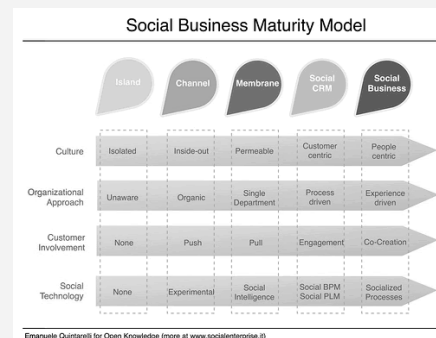 Social Business Maturity Model
Island
Channel
Membrane
Social
CRM
Social
Business
Culture
Isolated
Inside-out
Permeable
Customer
centric
People
centric
Organizational
Approach
Unaware
Organic
Single
Department
Process
driven
Experience
driven
Customer
Involvement
None
Push
Pull
Engagement
Co-Creation
Social
Technology
None
Experimental
Social
Intelligence
Social BPM
Social PLM
Socialized
Processes
Emanuele Quintarelli for Open Knowledge (more at www.socialenterprise.it)